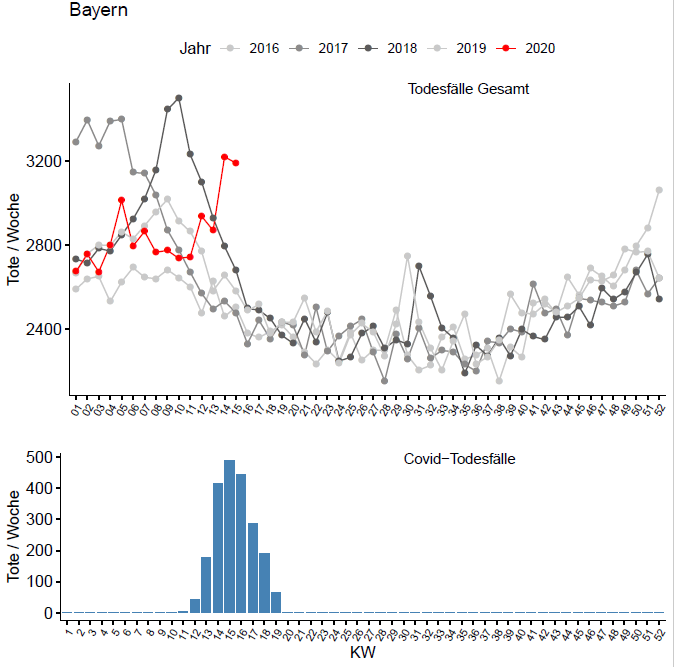 Bayern
Jahr 2016 2017 2018 2019 2020
Todesfälle Gesamt
Tote / Woche
3200
2800
2400
01 02 03 04 05 06 07 08 09 10 11 12 13 14 15 16 17 18 19 20 21 22 23 24 25 26 27 28 29 30 31 32 33 34 35 36 37 38 39 40 41 42 43 44 45 46 47 48 49 50 51 52
Covid−Todesfälle
Tote / Woche
500
400
300
200
100
0
1 2 3 4 5 6 7 8 9 10 11 12 13 14 15 16 17 18 19 20 21 22 23 24 25 26 27 28 29 30 31 32 33 34 35 36 37 38 39 40 41 42 43 44 45 46 47 48 49 50 51 52
KW